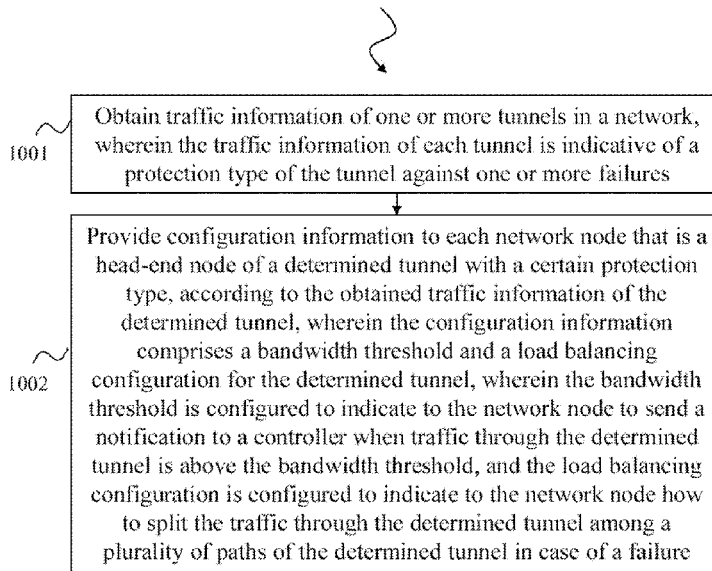 Obtain traffic information of one or more tunnels in a network,
wherein the traffic information of each tunnel is indicative of a
protection type of the tunnel against one or more failures
1001
Provide configuration information to each network node that is a
head-end node of a determined tunnel with a certain protection
type, according to the obtained traffic information of the
determined tunnel, wherein the configuration information
comprises a bandwidth threshold and a load balancing
configuration for the determined tunnel, wherein the bandwidth
threshold is configured to indicate to the network node to send a
notification to a controller when traffic through the determined
tunnel is above the bandwidth threshold, and the load balancing
configuration is configured to indicate to the network node how
to split the traffic through the determined tunnel among a
plurality of paths of the determined tunnel in case of a failure
1002